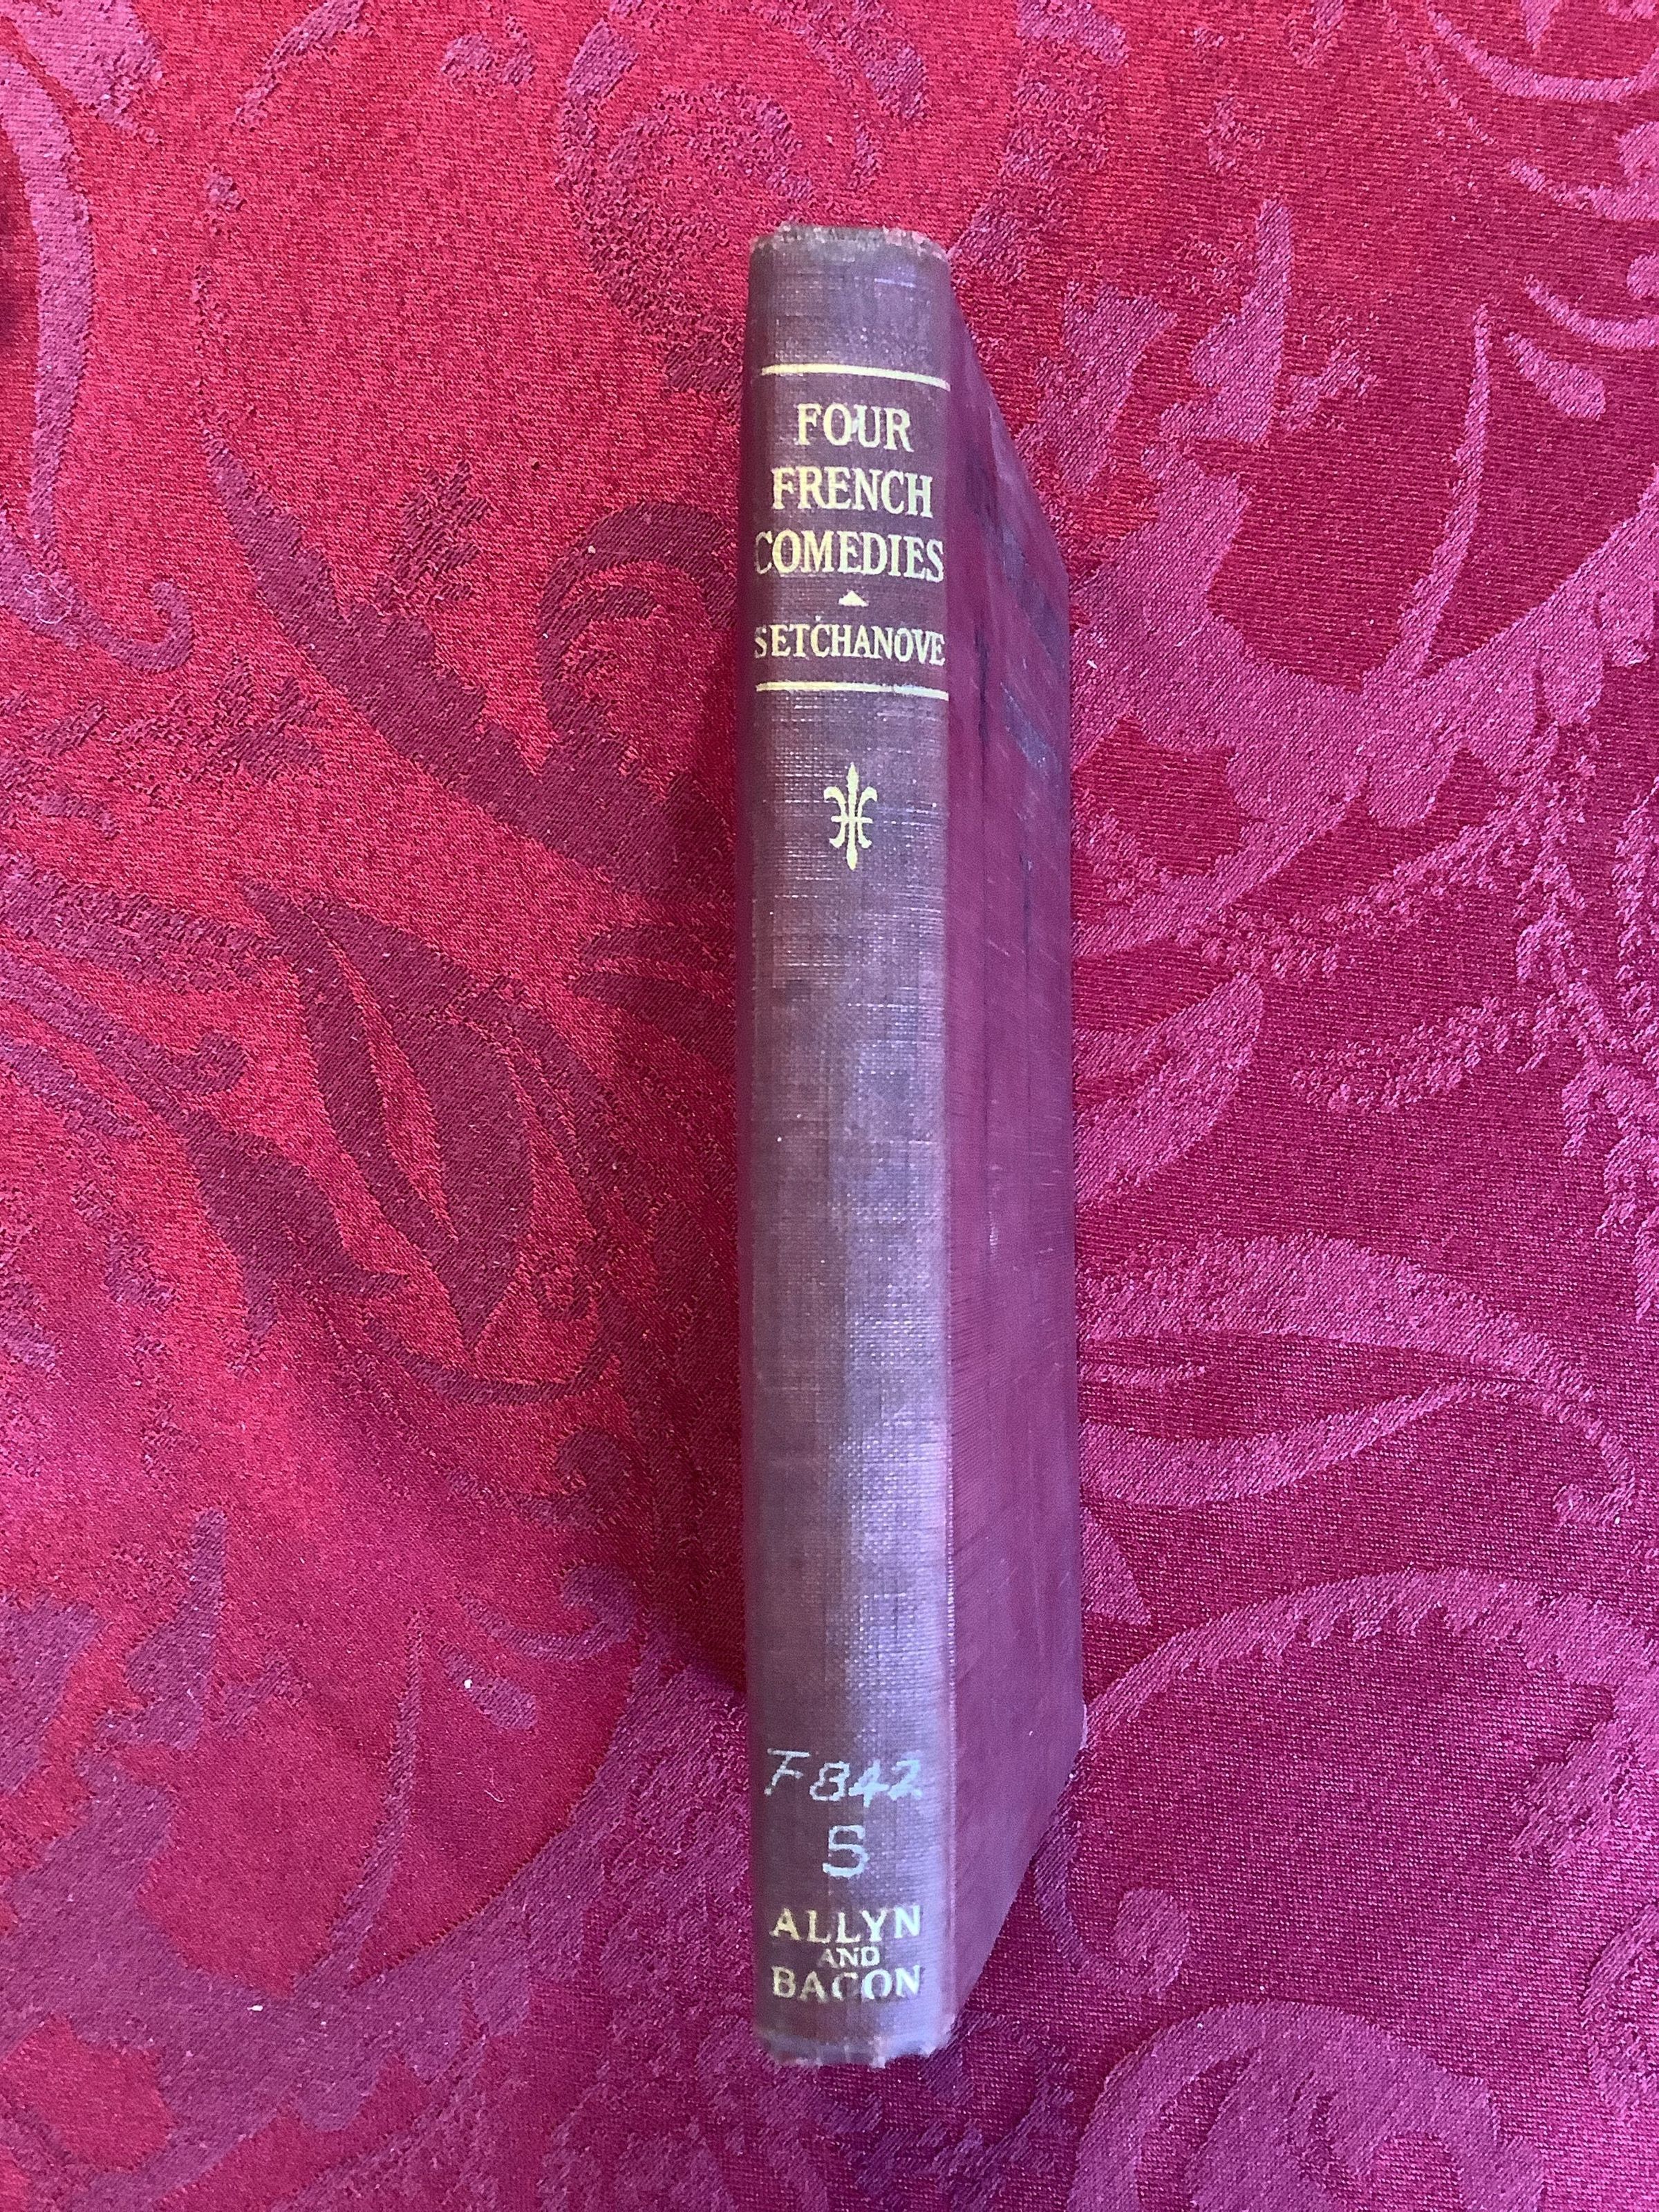 FOUR
FRENCH
COMEDIES
SETCHANOVE
F842
S
ALLYN
AND
BACON